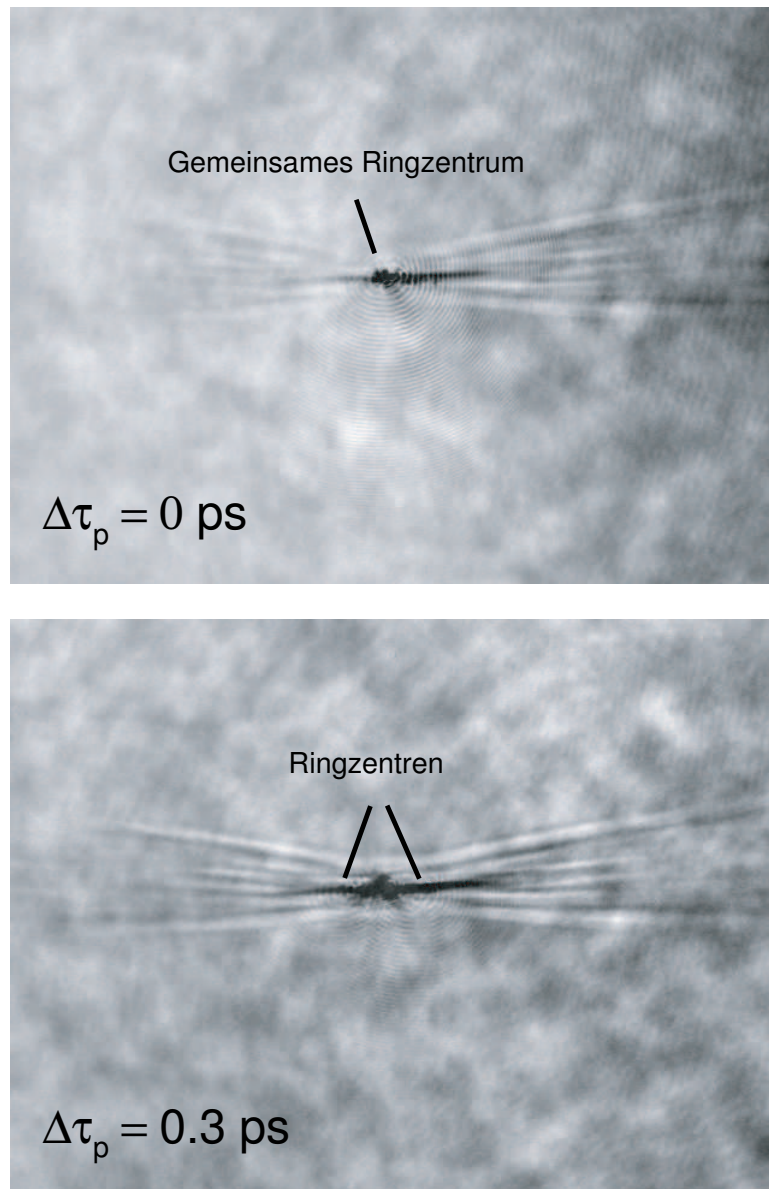 Gemeinsames Ringzentrum
Δτp = 0 ps
Ringzentren
Δτp = 0.3 ps